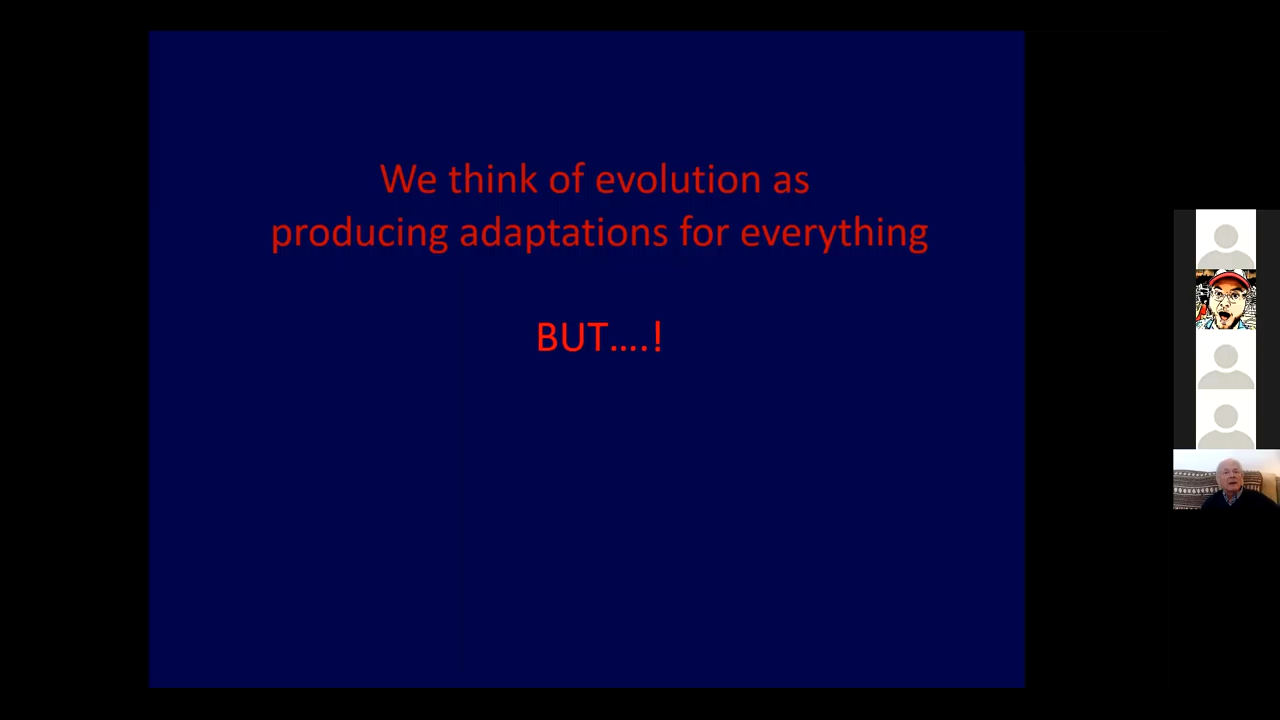 We think of evolution as
producing adaptations for everything
BUT....!